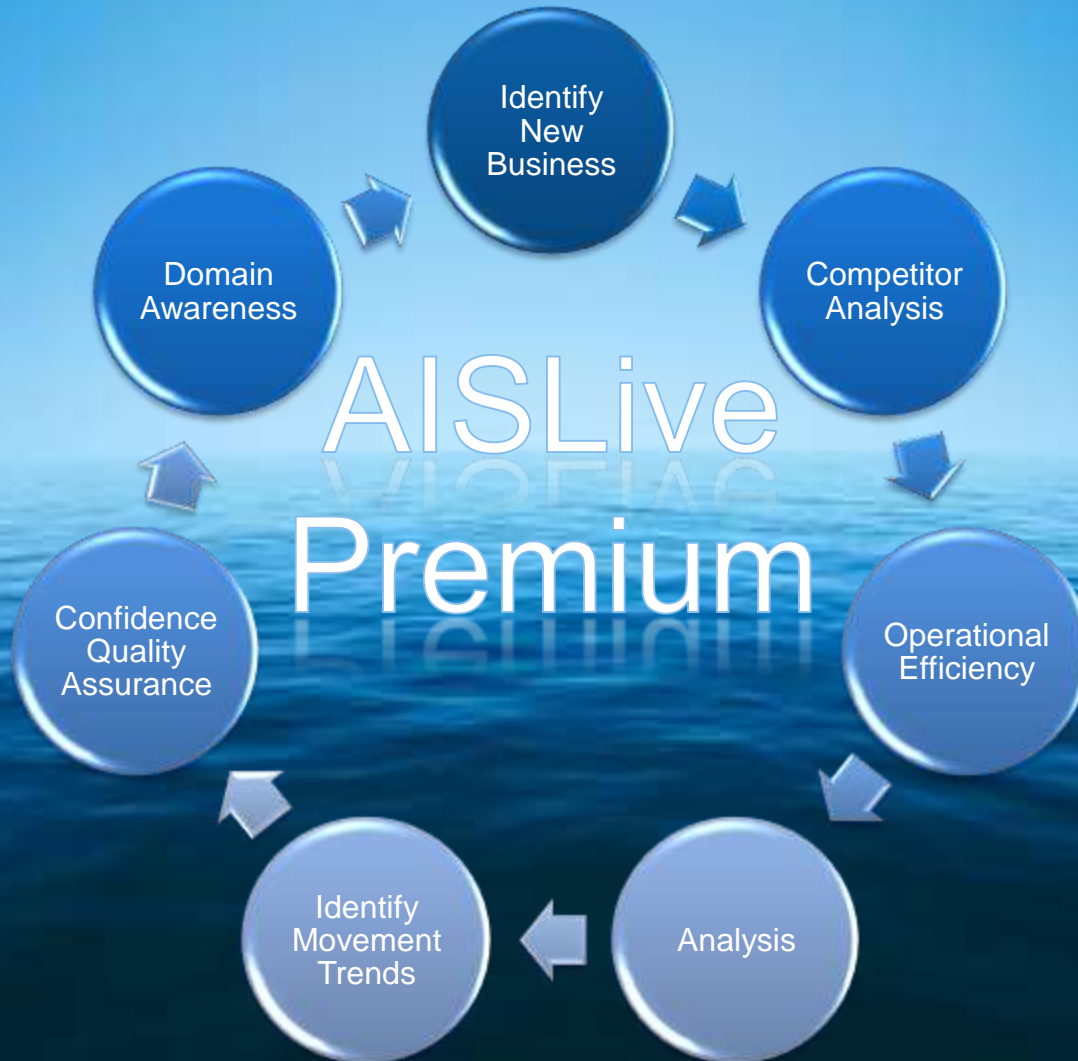 Identify
New
Business
Competitor
Analysis
Operational
Efficiency
Analysis
Identify
Movement
Trends
Confidence
Quality
Assurance
Domain
Awareness
AISLive
Premium